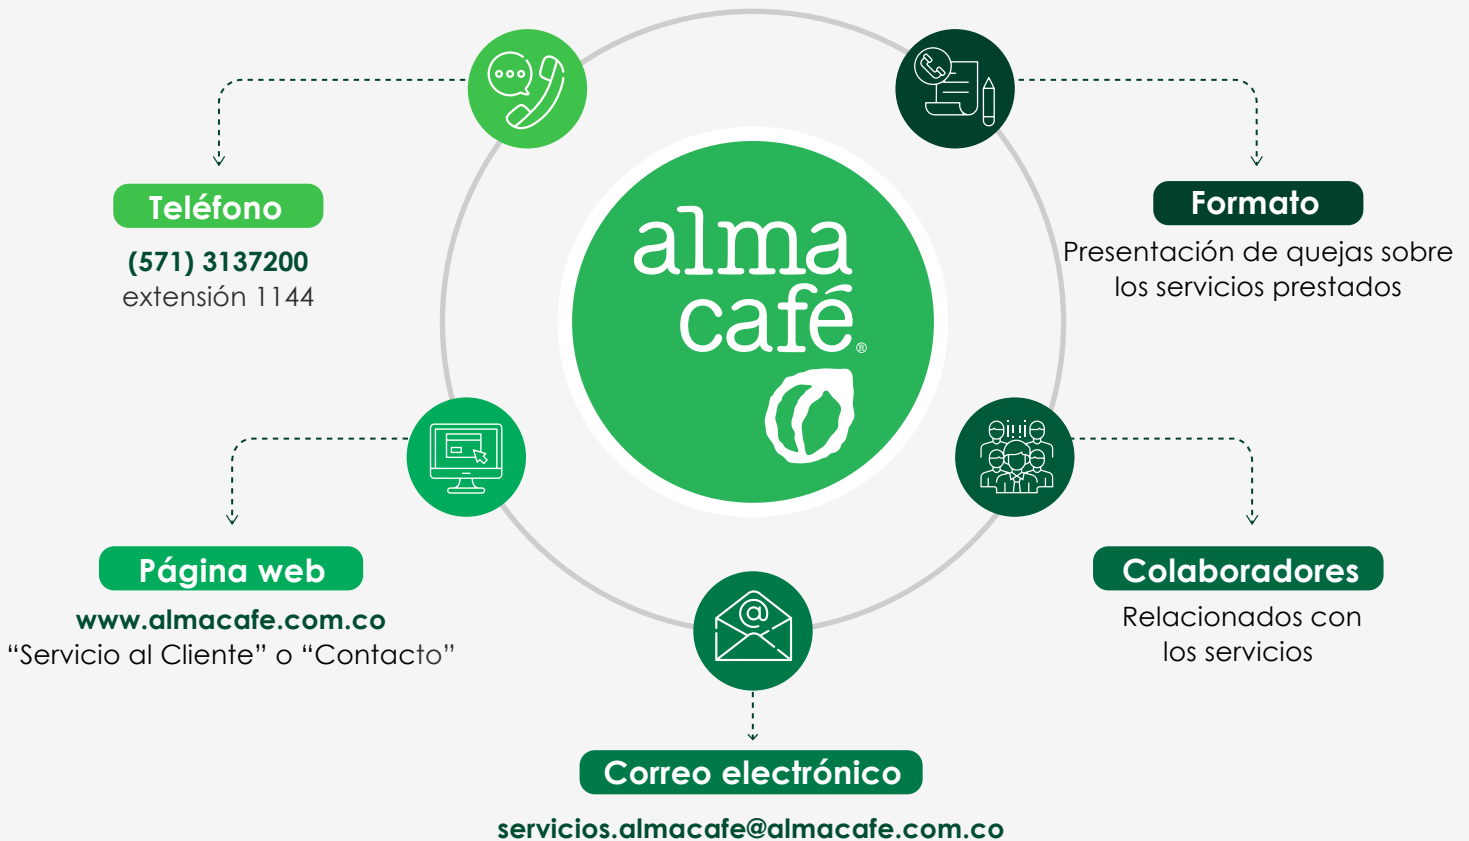 alma
café®
Teléfono
(571) 3137200
extensión 1144
Formato
Presentación de quejas sobre
los servicios prestados
Página web
www.almacafe.com.co
“Servicio al Cliente” o “Contacto”
Colaboradores
Relacionados con
los servicios
Correo electrónico
servicios.almacafe@almacafe.com.co